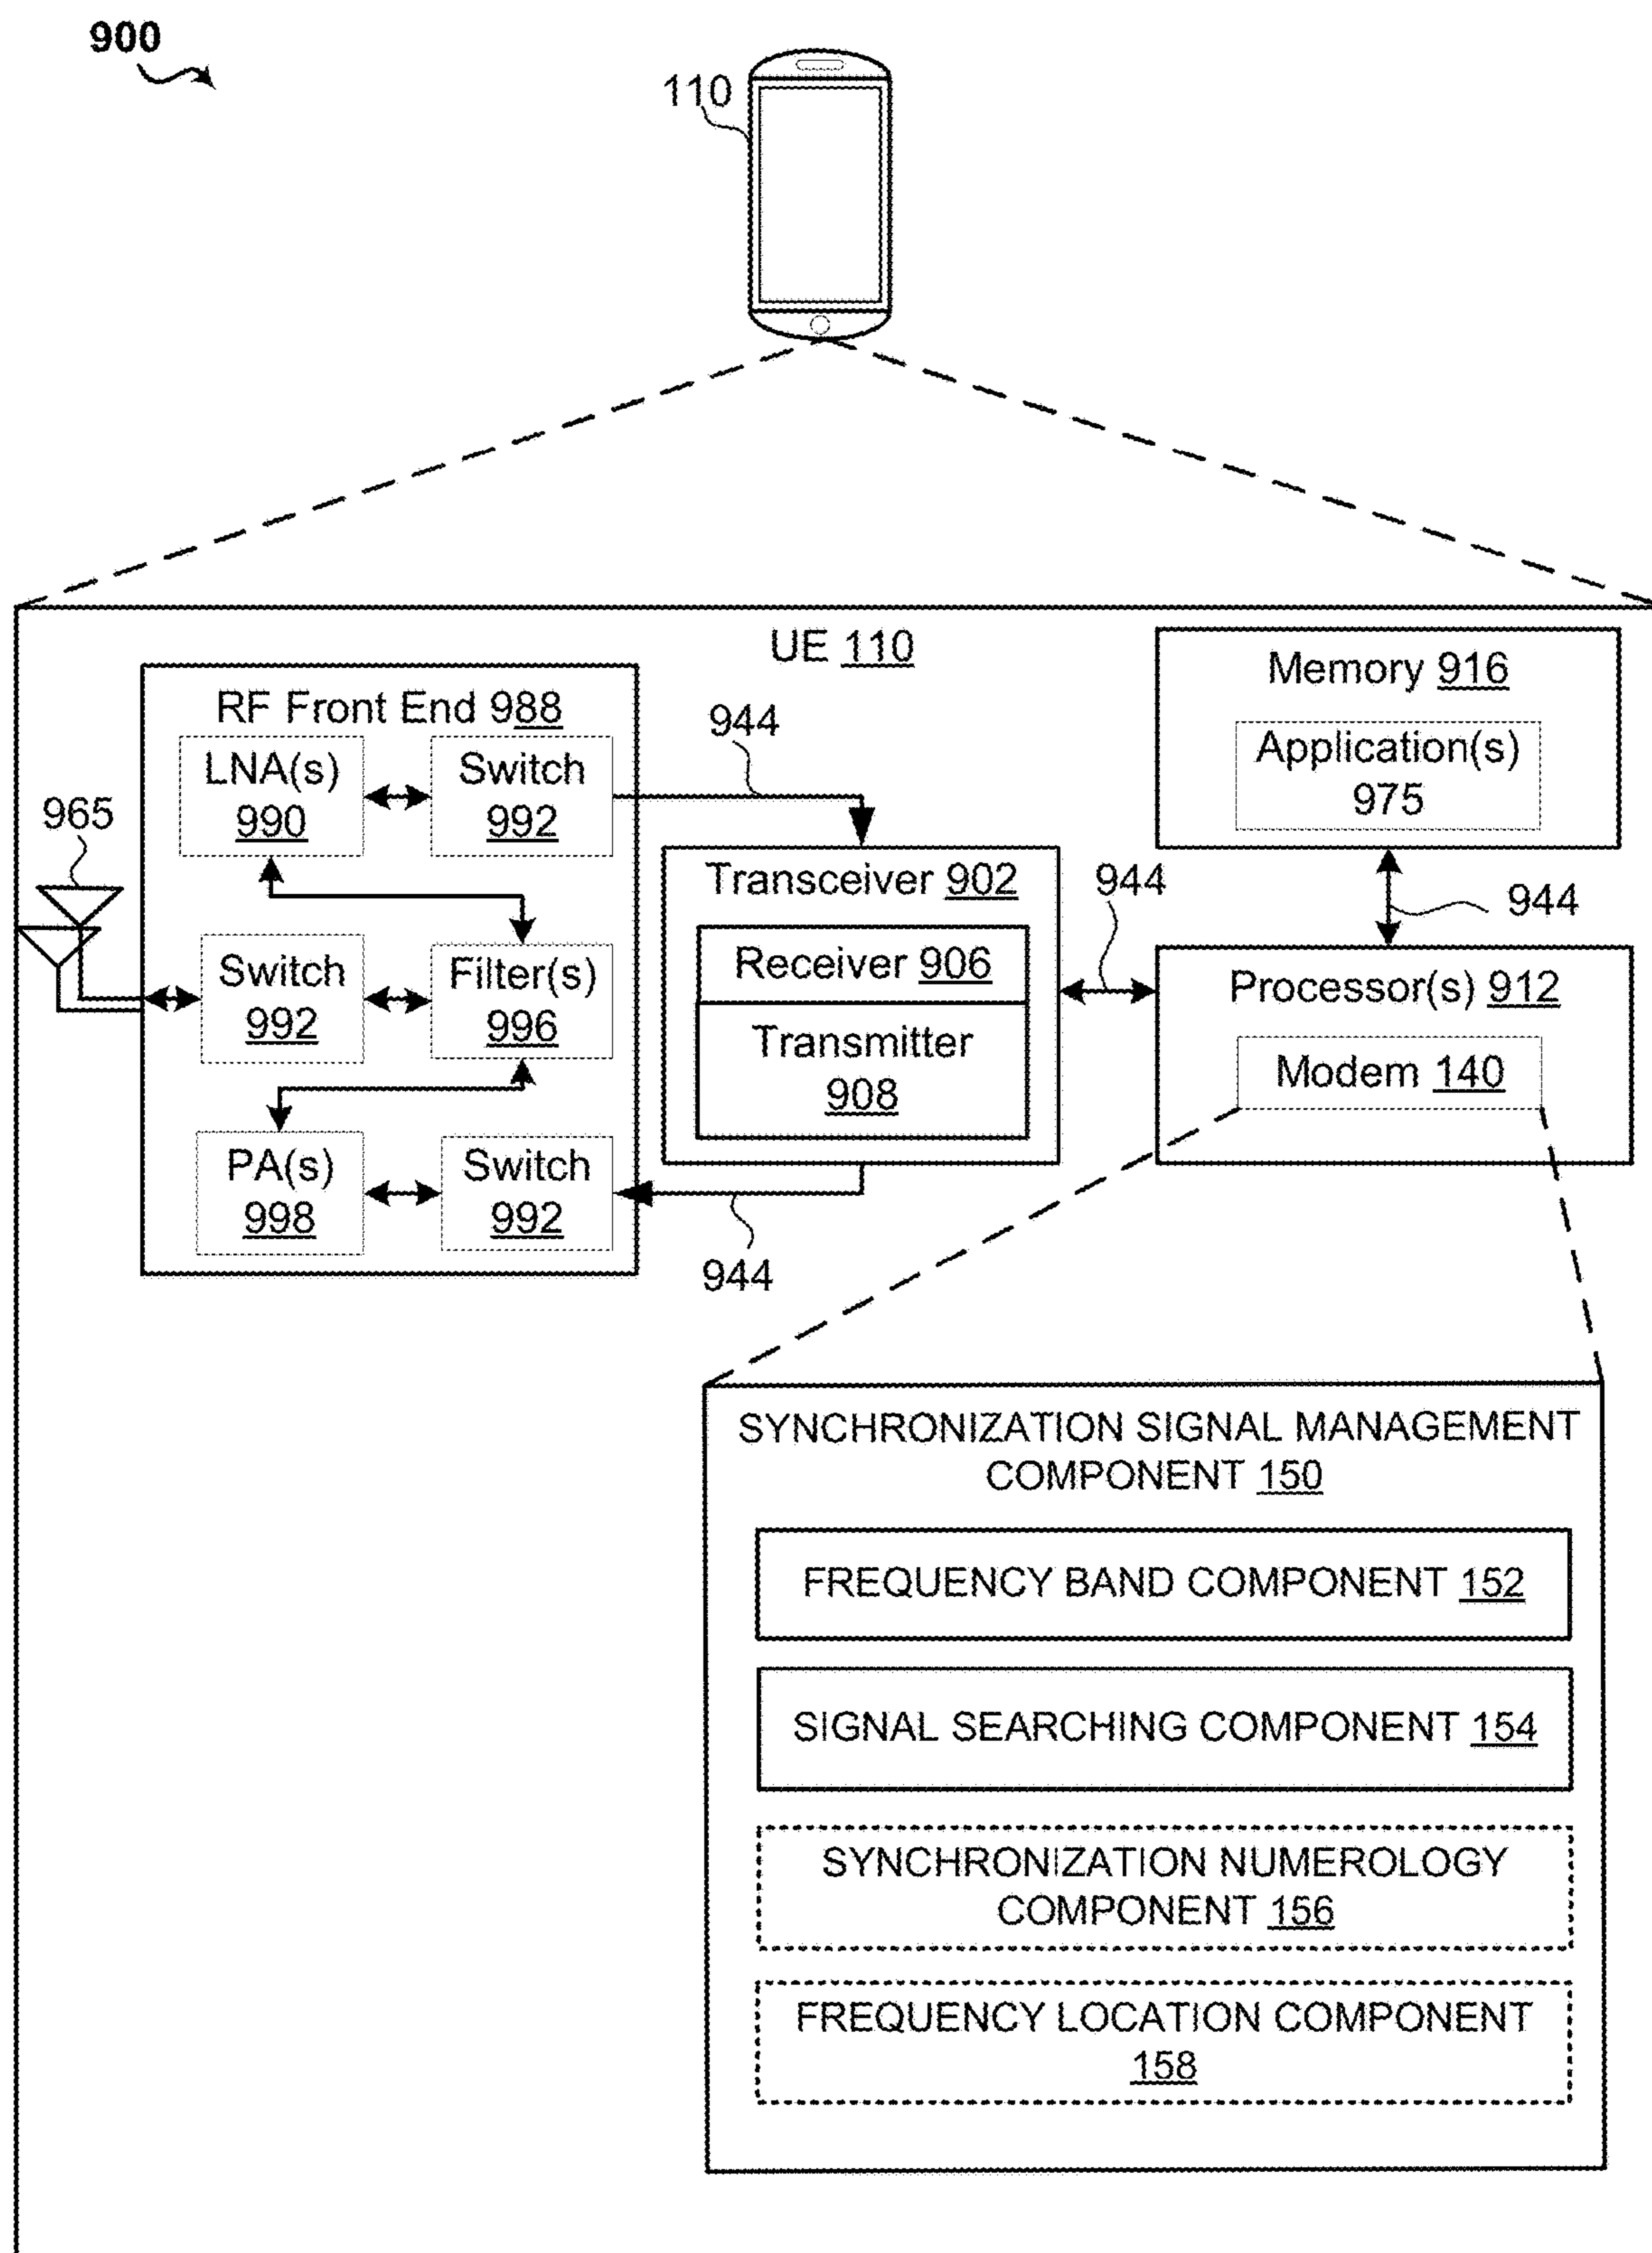 900
110
UE 110
RF Front End 988
LNA(s)
990
Switch
992
944
965
Switch
992
Filter(s)
996
PA(s)
998
Switch
992
944
Transceiver 902
Receiver 906
Transmitter
908
944
Memory 916
Application(s)
975
944
Processor(s) 912
Modem 140
SYNCHRONIZATION SIGNAL MANAGEMENT
COMPONENT 150
FREQUENCY BAND COMPONENT 152
SIGNAL SEARCHING COMPONENT 154
SYNCHRONIZATION NUMEROLOGY
COMPONENT 156
FREQUENCY LOCATION COMPONENT
158